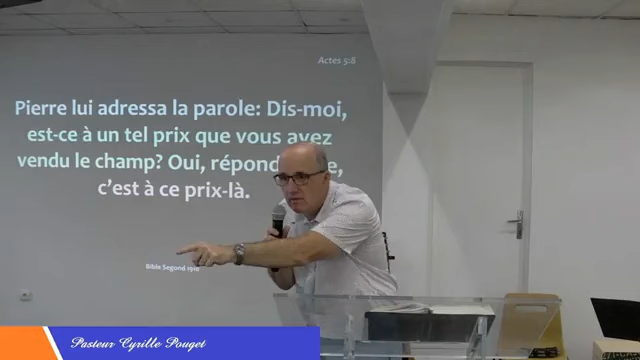 Actes 5:8
Pierre lui adressa la parole: Dis-moi,
est-ce à un tel prix que vous avez
vendu le champ? Oui, répond
c'est à ce prix-là.
Bible Segond 1910
Pasteur Cyrille Pouget